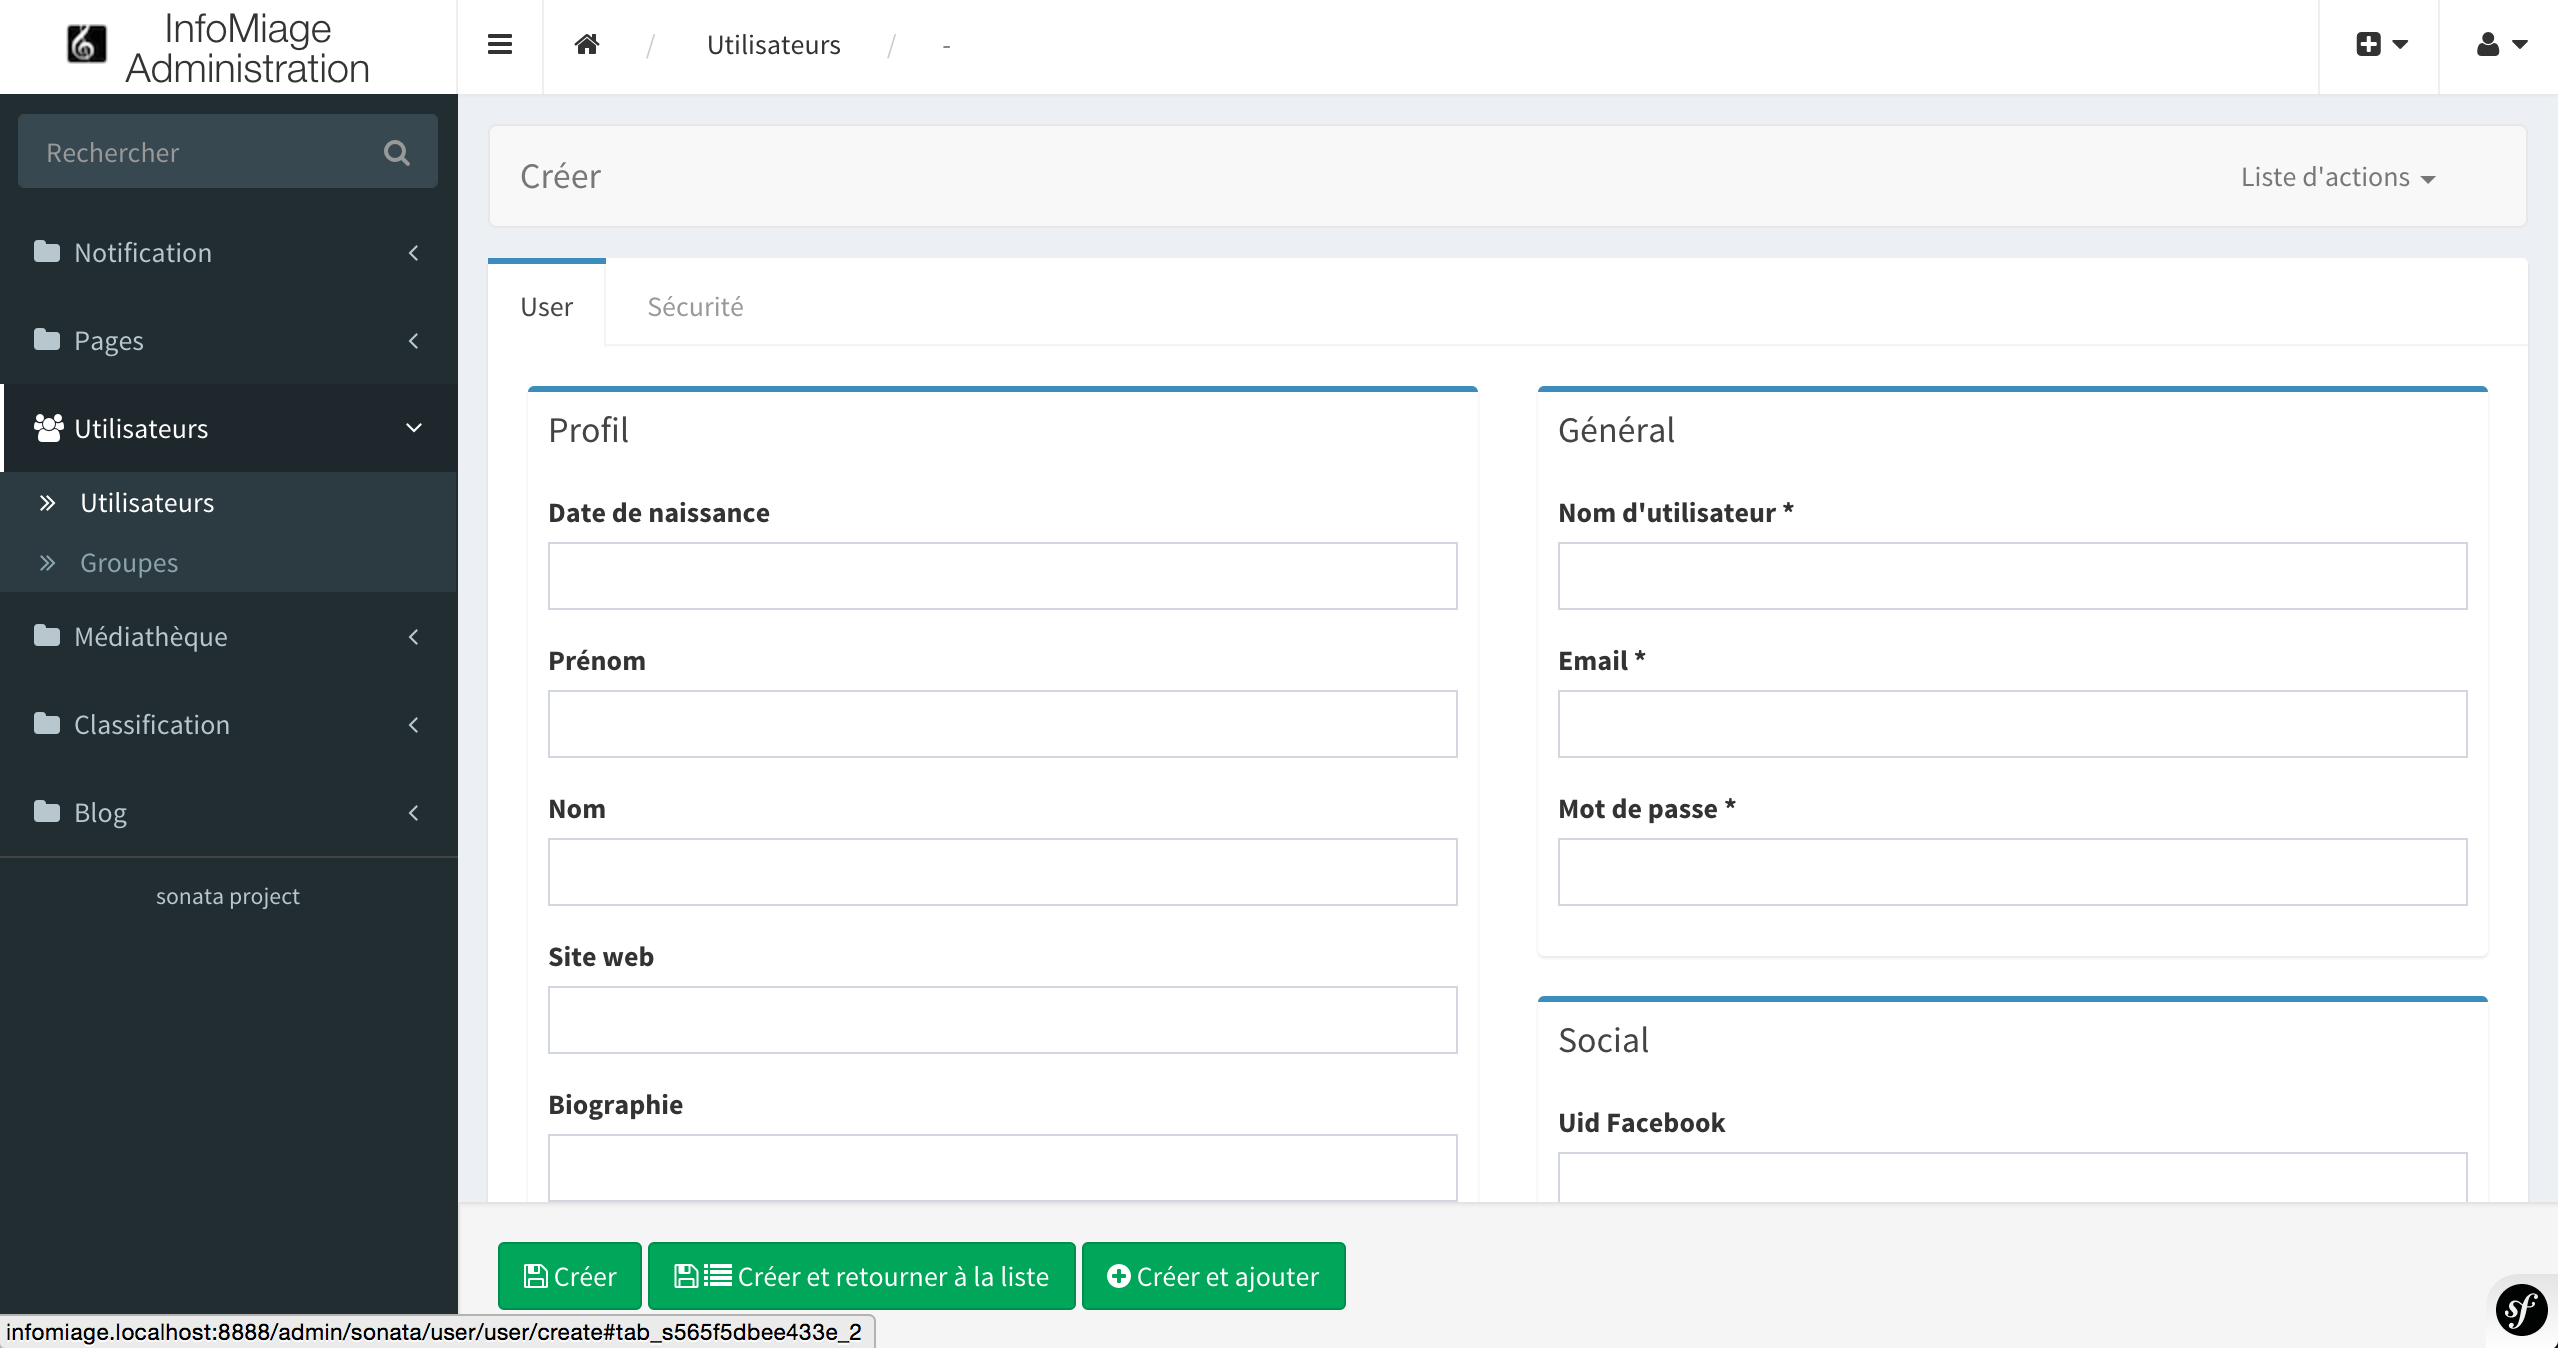 InfoMiage
Administration
/ Utilisateurs / -
Rechercher
Notification
Pages
Utilisateurs
Utilisateurs
Groupes
Médiathèque
Classification
Blog
sonata project
Créer
Liste d'actions
User
Sécurité
Profil
Date de naissance
Prénom
Nom
Site web
Biographie
Général
Nom d'utilisateur *
Email *
Mot de passe *
Social
Uid Facebook
Créer
Créer et retourner à la liste
Créer et ajouter
sf
infomiage.localhost:8888/admin/sonata/user/user/create#tab_s565f5dbee433e_2